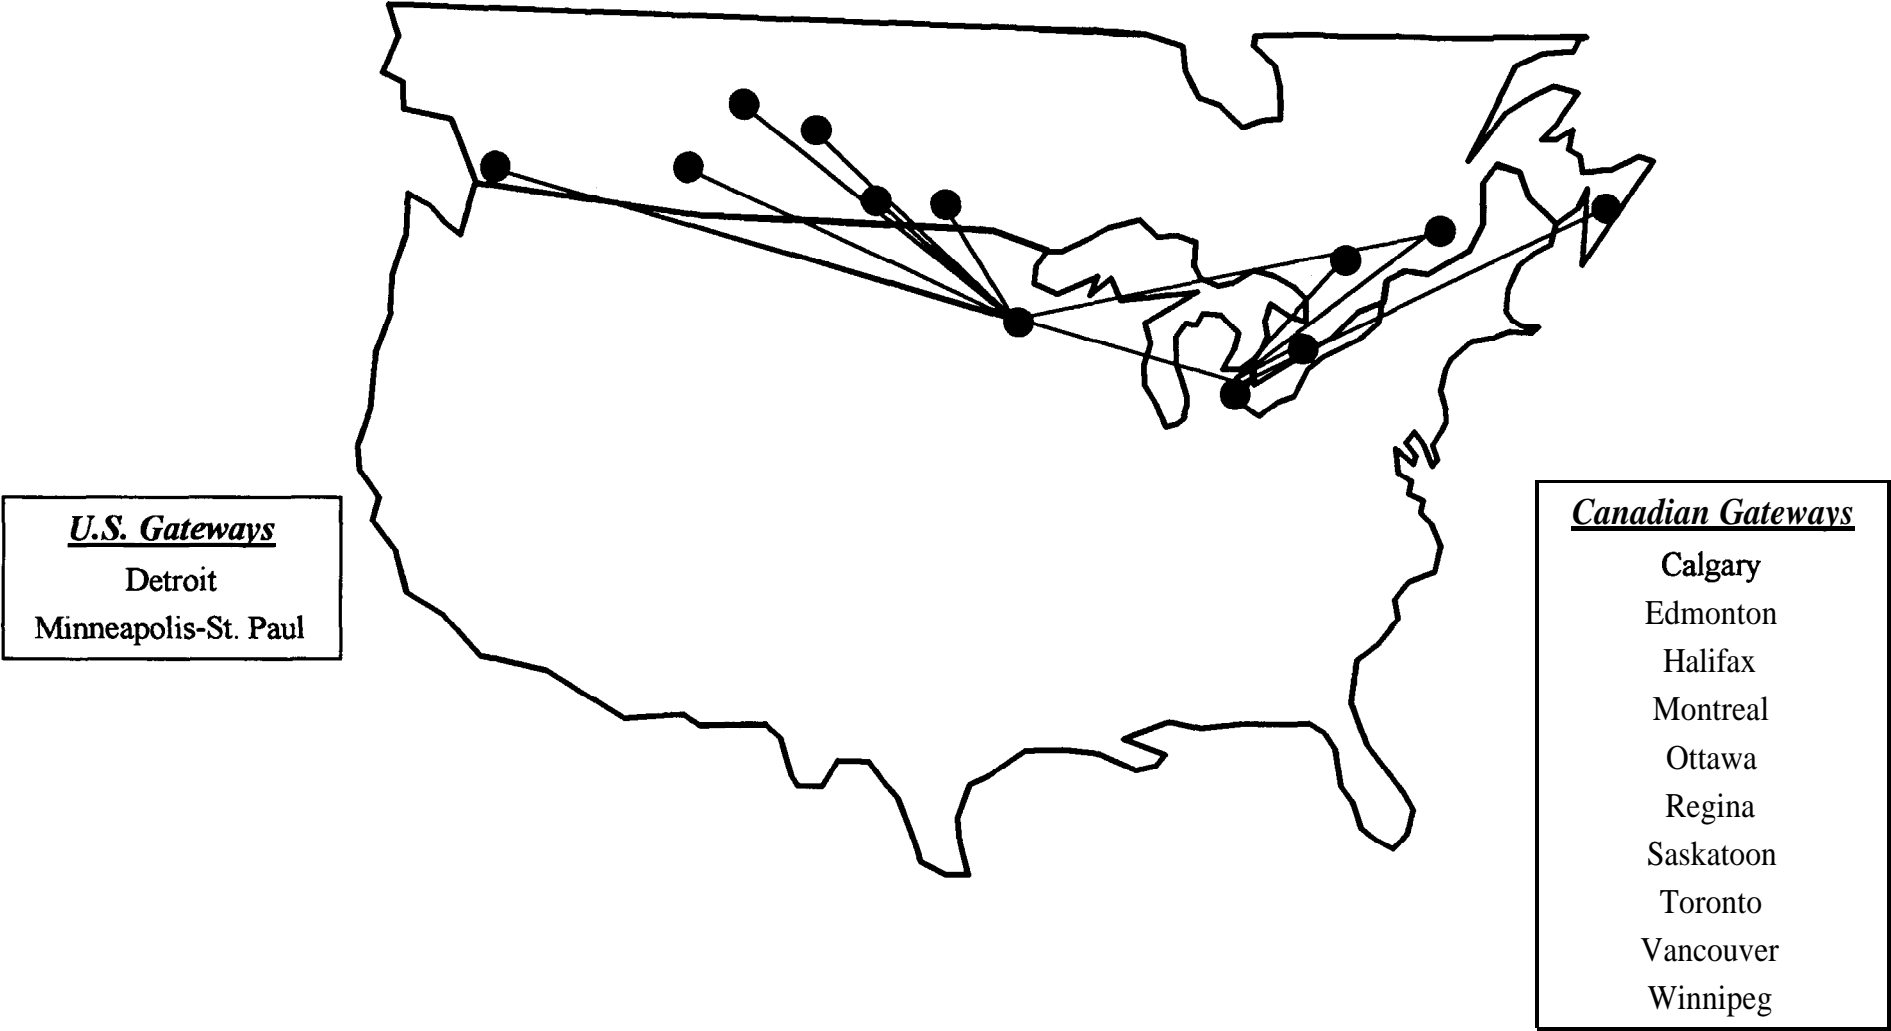 U.S. Gateways
Detroit
Minneapolis-St. Paul
Canadian Gateways
Calgary
Edmonton
Halifax
Montreal
Ottawa
Regina
Saskatoon
Toronto
Vancouver
Winnipeg